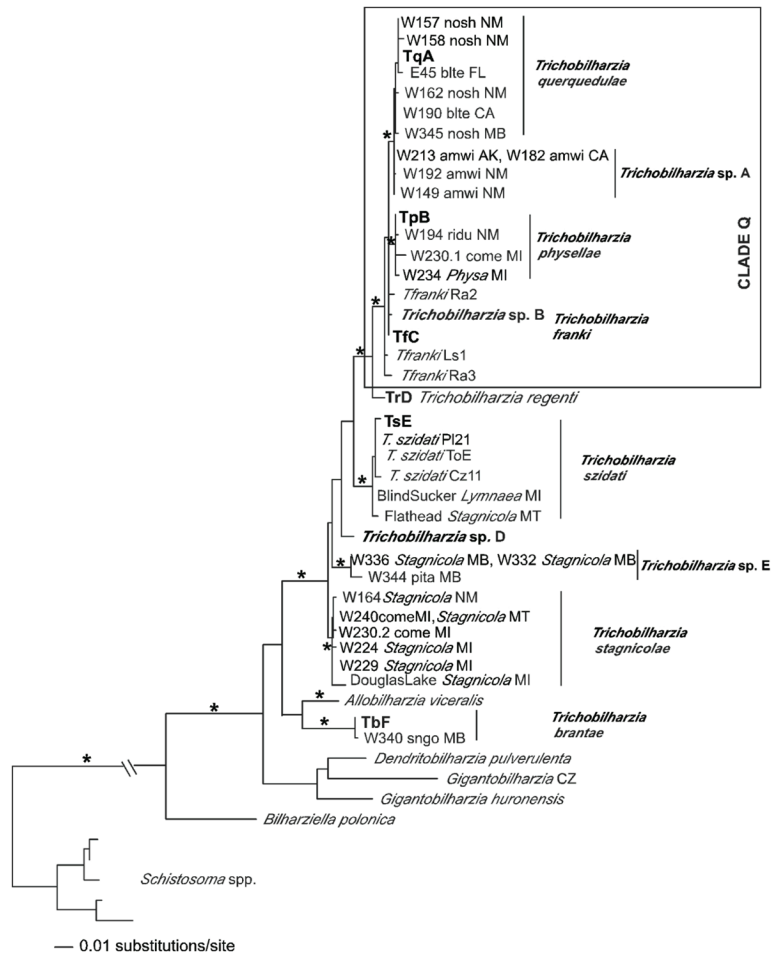 W157 nosh NM
W158 nosh NM
TqA
E45 blte FL
W162 nosh NM
W190 blte CA
W345 nosh MB
Trichobilharzia
querquedulae
*
W213 amwi AK, W182 amwi CA
W192 amwi NM
W149 amwi NM
Trichobilharzia sp. A
TpB
*
W194 ridu NM
W230.1 come MI
W234 Physa MI
Trichobilharzia
physellae
CLADE Q
Tfranki Ra2
*
Trichobilharzia sp. B
TfC
Trichobilharzia
franki
*
Tfranki Ls1
Tfranki Ra3
TrD Trichobilharzia regenti
TsE
T. szidati Pl21
T. szidati ToE
T. szidati Cz11
*
BlindSucker Lymnaea MI
Flathead Stagnicola MT
Trichobilharzia
szidati
Trichobilharzia sp. D
*
W336 Stagnicola MB, W332 Stagnicola MB
W344 pita MB
Trichobilharzia sp. E
*
W164 Stagnicola NM
W240comeMI, Stagnicola MT
W230.2 come MI
*
W224 Stagnicola MI
W229 Stagnicola MI
DouglasLake Stagnicola MI
Trichobilharzia
stagnicolae
*
Allobilharzia viceralis
*
*
TbF
W340 sngo MB
Trichobilharzia
brantae
*
Dendritobilharzia pulverulenta
Gigantobilharzia CZ
Gigantobilharzia huronensis
Bilharziella polonica
Schistosoma spp.
0.01 substitutions/site